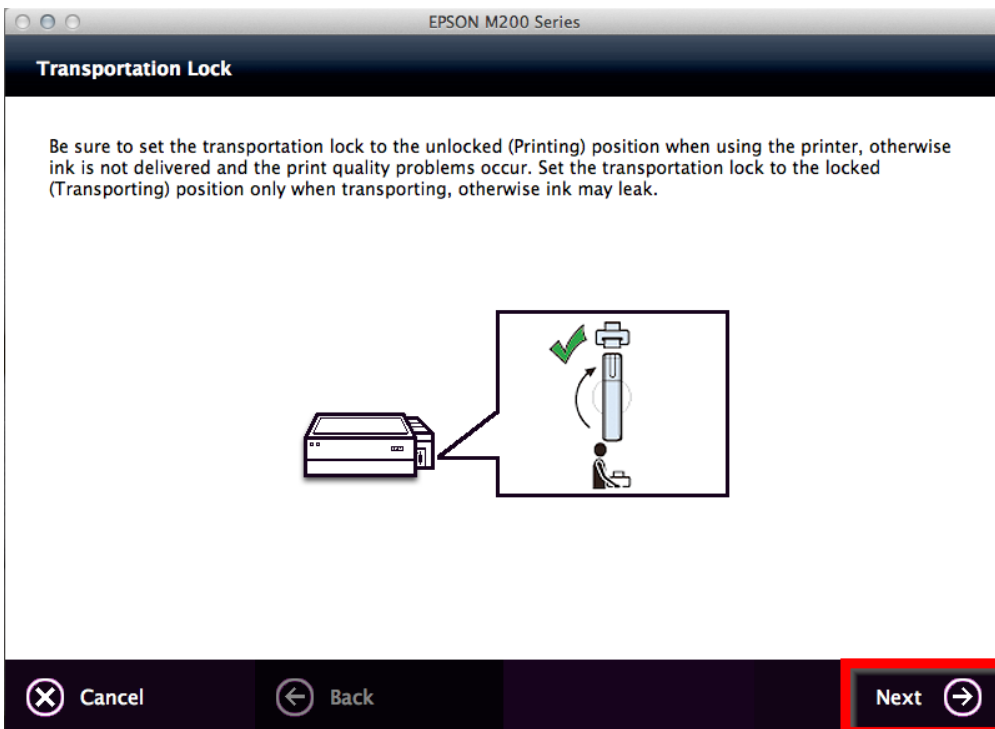 EPSON M200 Series
Transportation Lock
Be sure to set the transportation lock to the unlocked (Printing) position when using the printer, otherwise
ink is not delivered and the print quality problems occur. Set the transportation lock to the locked
(Transporting) position only when transporting, otherwise ink may leak.
Cancel
Back
Next